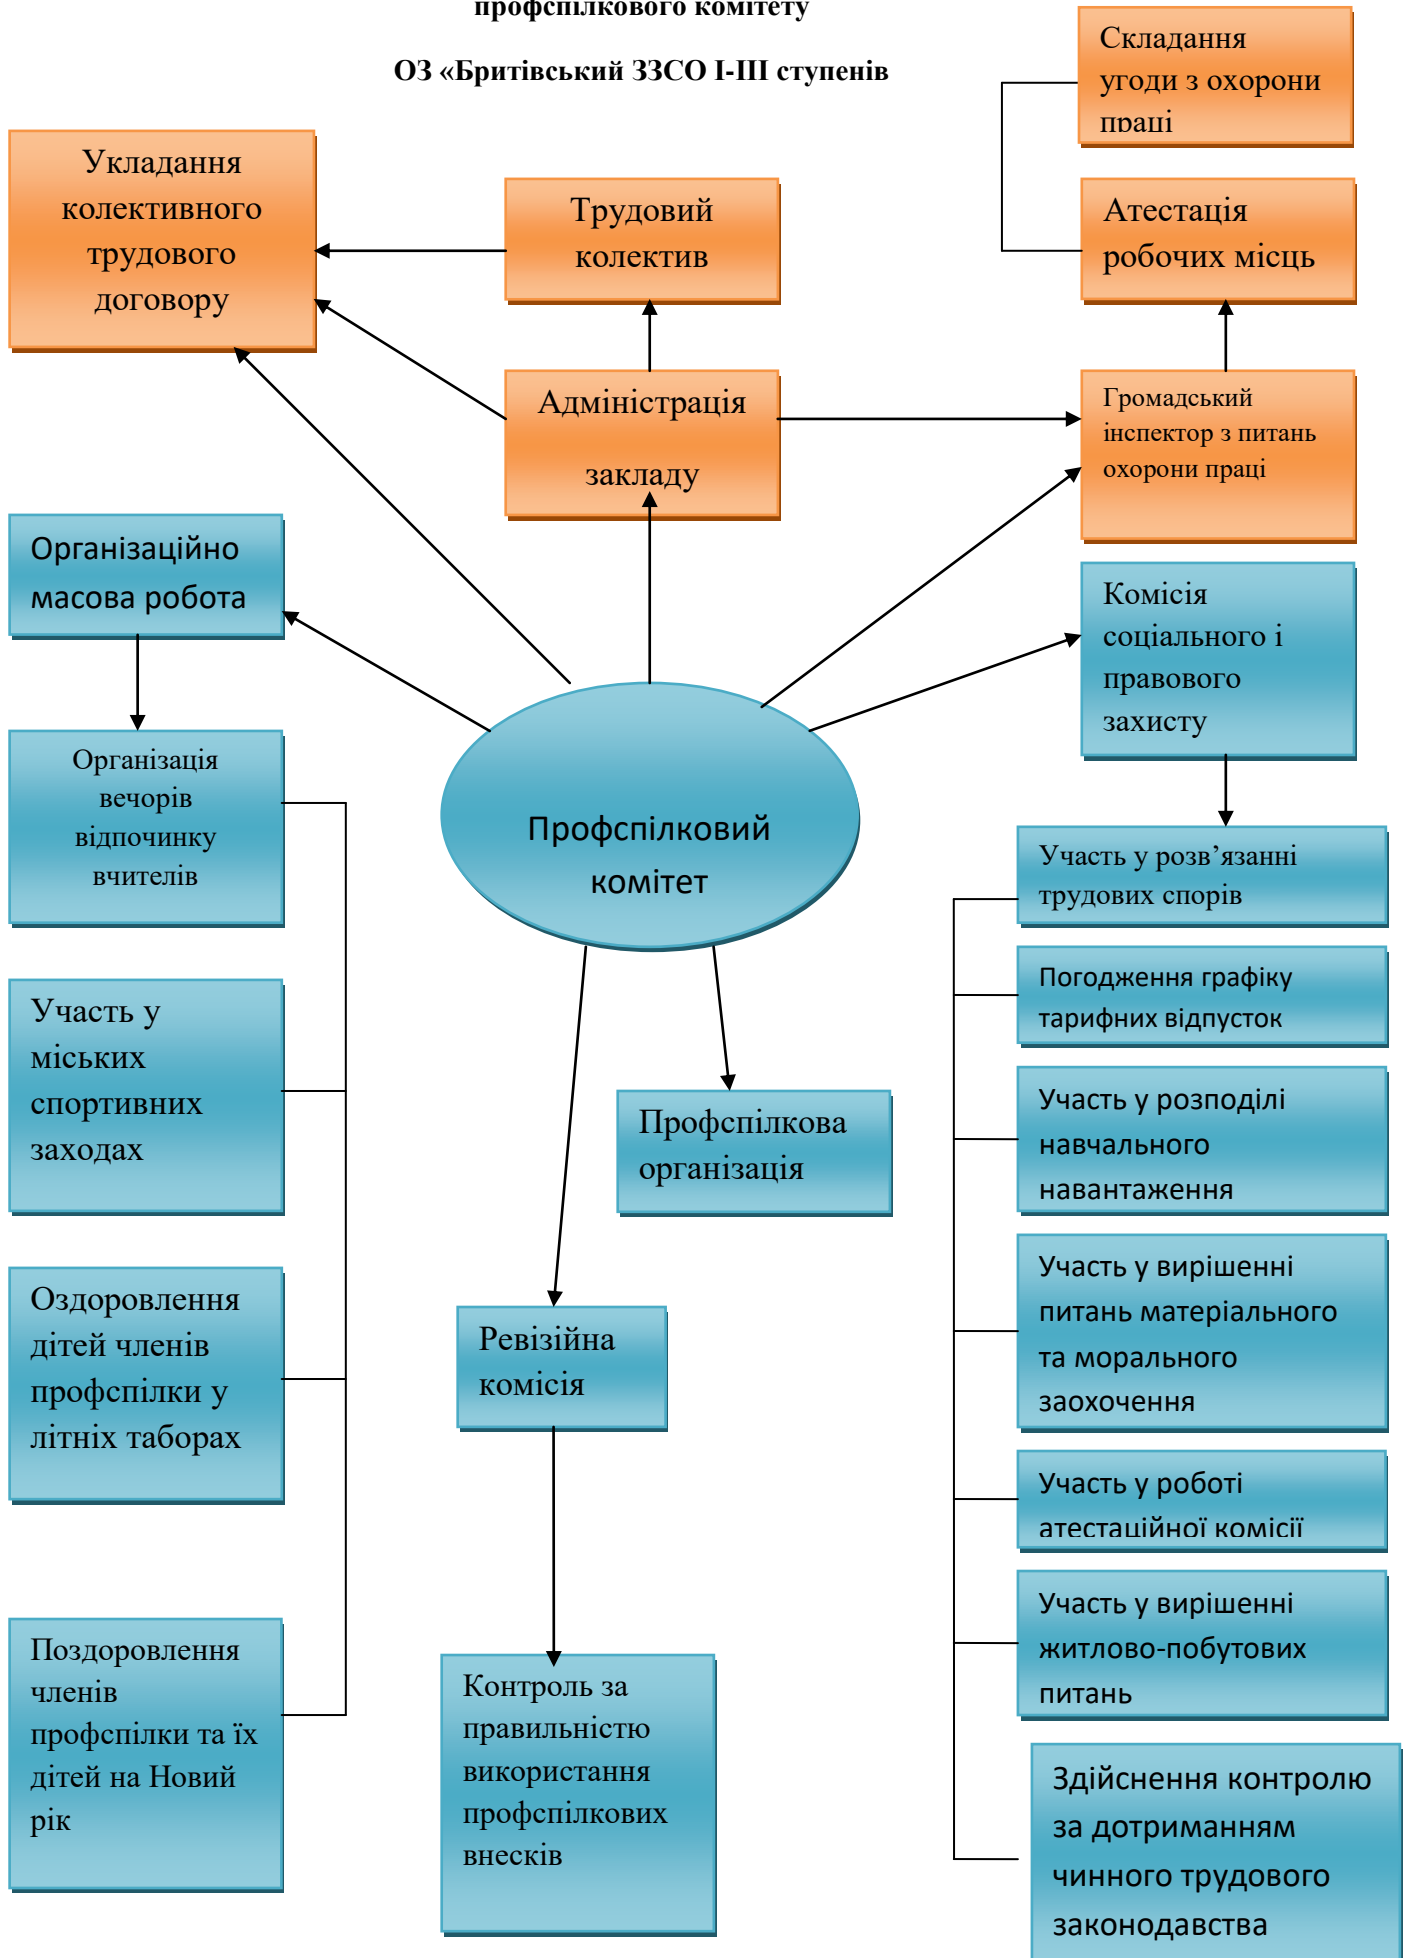 профспілкового комітету
ОЗ «Бритівський ЗЗСО І-ІІІ ступенів
Складання
угоди з охорони
праці
Укладання
колективного
трудового
договору
Трудовий
колектив
Атестація
робочих місць
Адміністрація
закладу
Громадський
інспектор з питань
охорони праці
Організаційно
масова робота
Комісія
соціального і
правового
захисту
Організація
вечорів
відпочинку
вчителів
Профспілковий
комітет
Участь у розв’язанні
трудових спорів
Погодження графіку
тарифних відпусток
Участь у
міських
спортивних
заходах
Профспілкова
організація
Участь у розподілі
навчального
навантаження
Оздоровлення
дітей членів
профспілки у
літніх таборах
Ревізійна
комісія
Участь у вирішенні
питань матеріального
та морального
заохочення
Участь у роботі
атестаційної комісії
Участь у вирішенні
житлово-побутових
питань
Поздоровлення
членів
профспілки та їх
дітей на Новий
рік
Контроль за
правильністю
використання
профспілкових
внесків
Здійснення контролю
за дотриманням
чинного трудового
законодавства